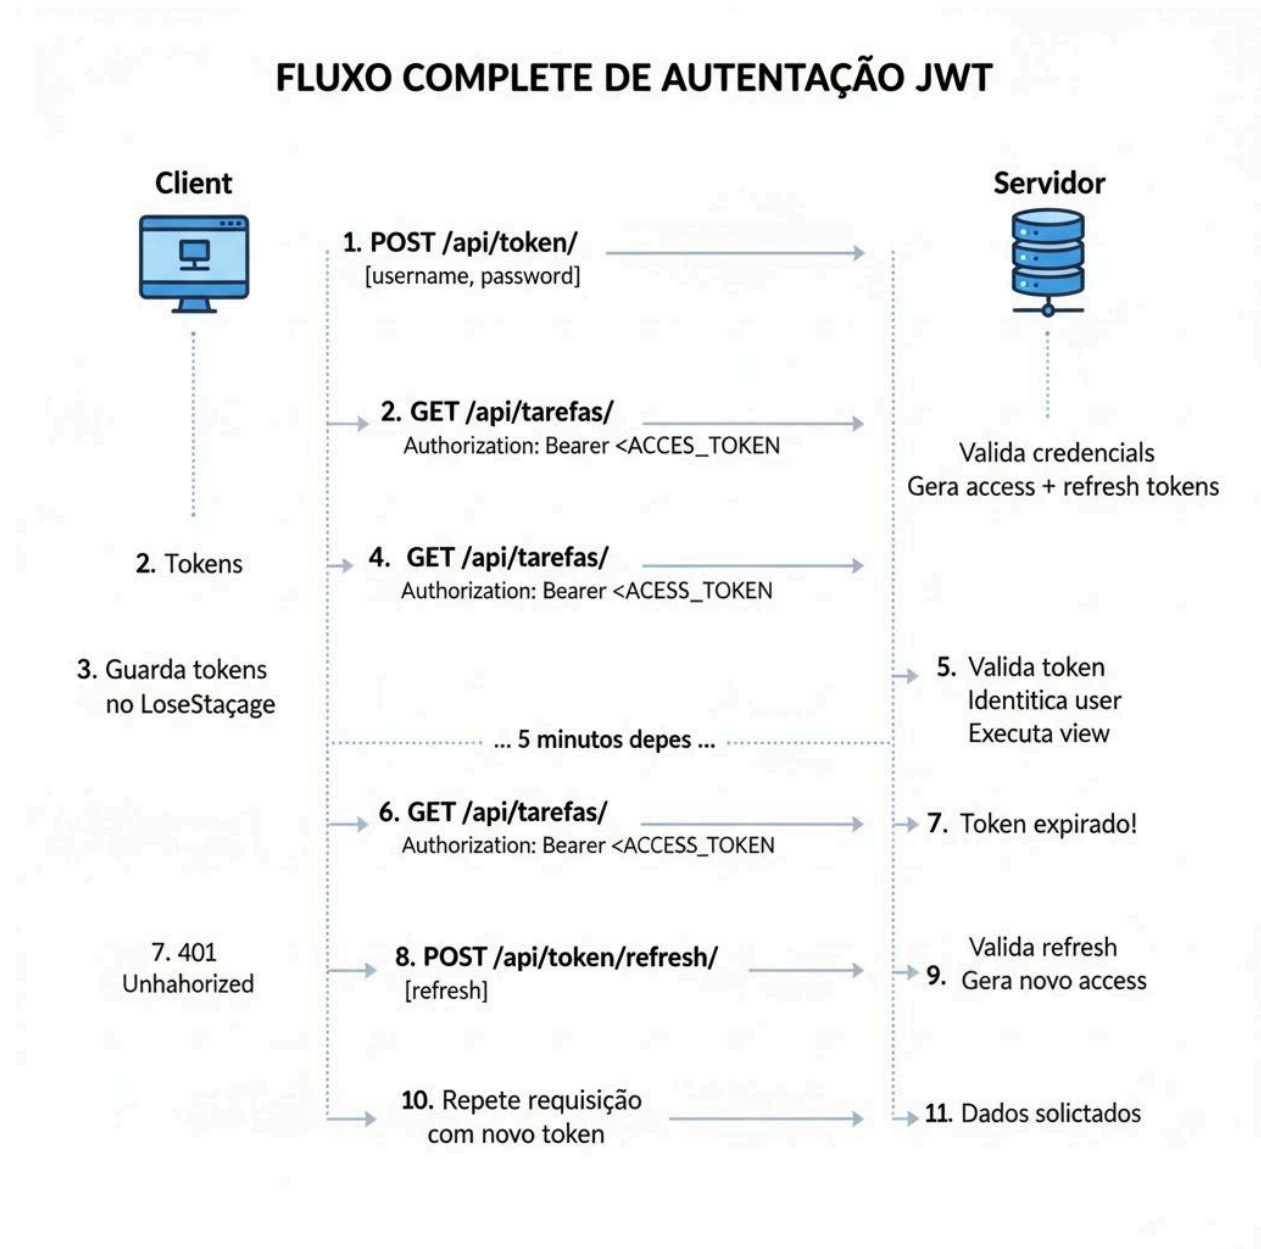 FLUXO COMPLETE DE AUTENTAÇÃO JWT
Client
Servidor
1. POST /api/token/
[username, password]
2. GET /api/tarefas/
Authorization: Bearer <ACCES_TOKEN
Valida credencials
Gera access + refresh tokens
2. Tokens
4. GET /api/tarefas/
Authorization: Bearer <ACESS_TOKEN
3. Guarda tokens
no LoseStaçage
5. Valida token
Identitica user
Executa view
... 5 minutos depes ...
6. GET /api/tarefas/
Authorization: Bearer <ACCESS_TOKEN
7. Token expirado!
7. 401
Unhahorized
8. POST /api/token/refresh/
[refresh]
Valida refresh
9. Gera novo access
10. Repete requisição
com novo token
11. Dados solictados